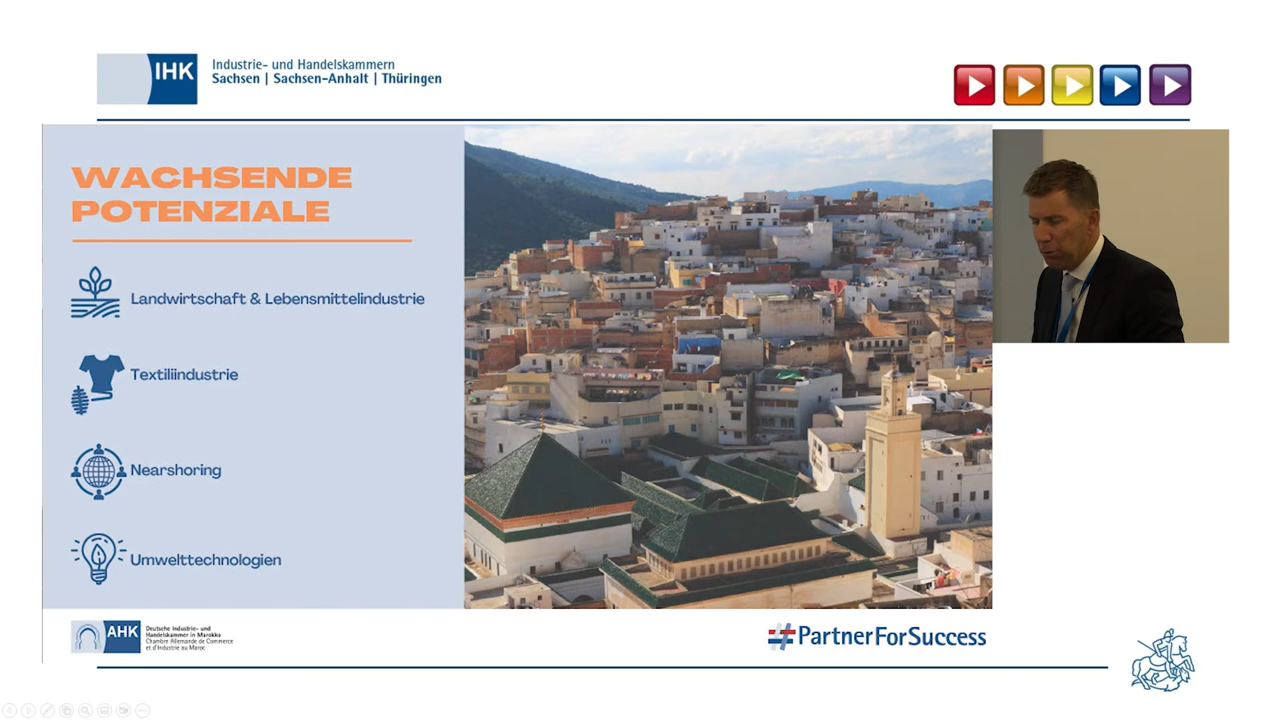 IHK
Industrie- und Handelskammern
Sachsen | Sachsen-Anhalt | Thüringen
WACHSENDE
POTENZIALE
Landwirtschaft & Lebensmittelindustrie
Textiliindustrie
Nearshoring
Umwelttechnologien
AHK
Deutsche Industrie- und
Handelskammer in Marokko
Chambre Allemande de Commerce
et d'Industrie au Maroc
#PartnerForSuccess